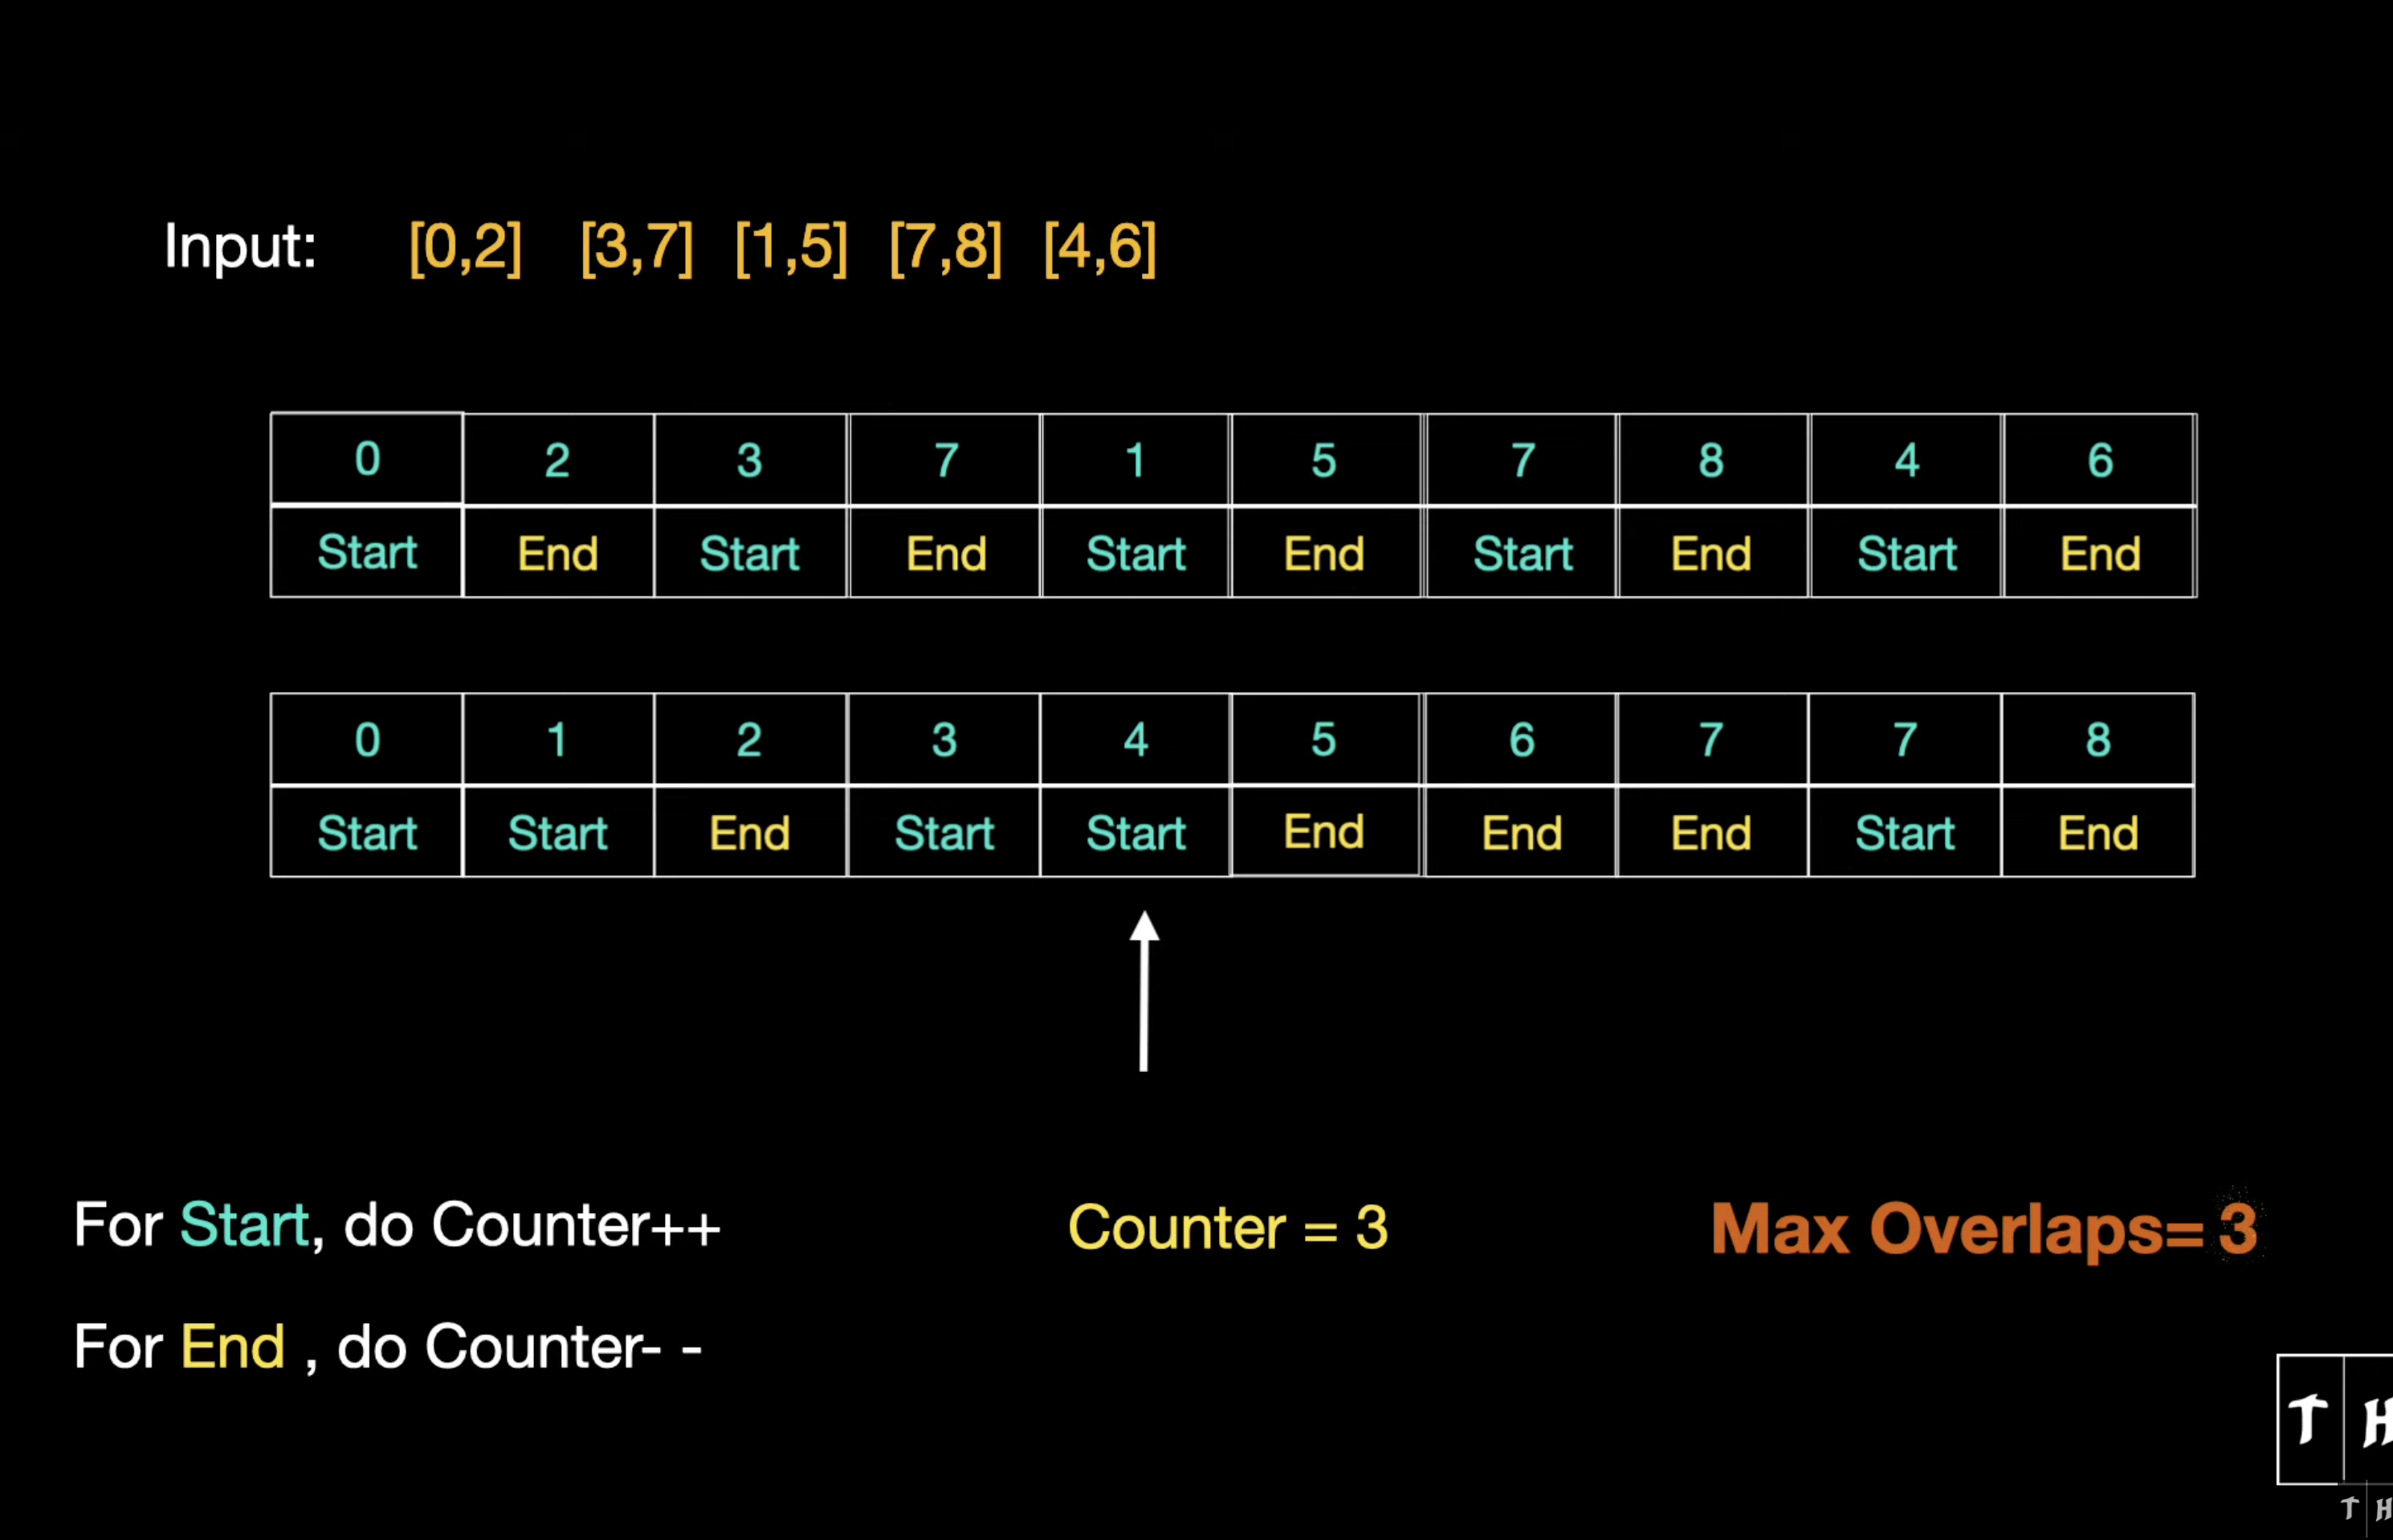 Input: [0,2] [3,7] [1,5] [7,8] [4,6]
0 2 3 7 1 5 7 8 4 6
Start End Start End Start End Start End Start End
0 1 2 3 4 5 6 7 7 8
Start Start End Start Start End End End Start End
For Start, do Counter++ Counter = 3 Max Overlaps= 3
For End , do Counter- -
T H
T H